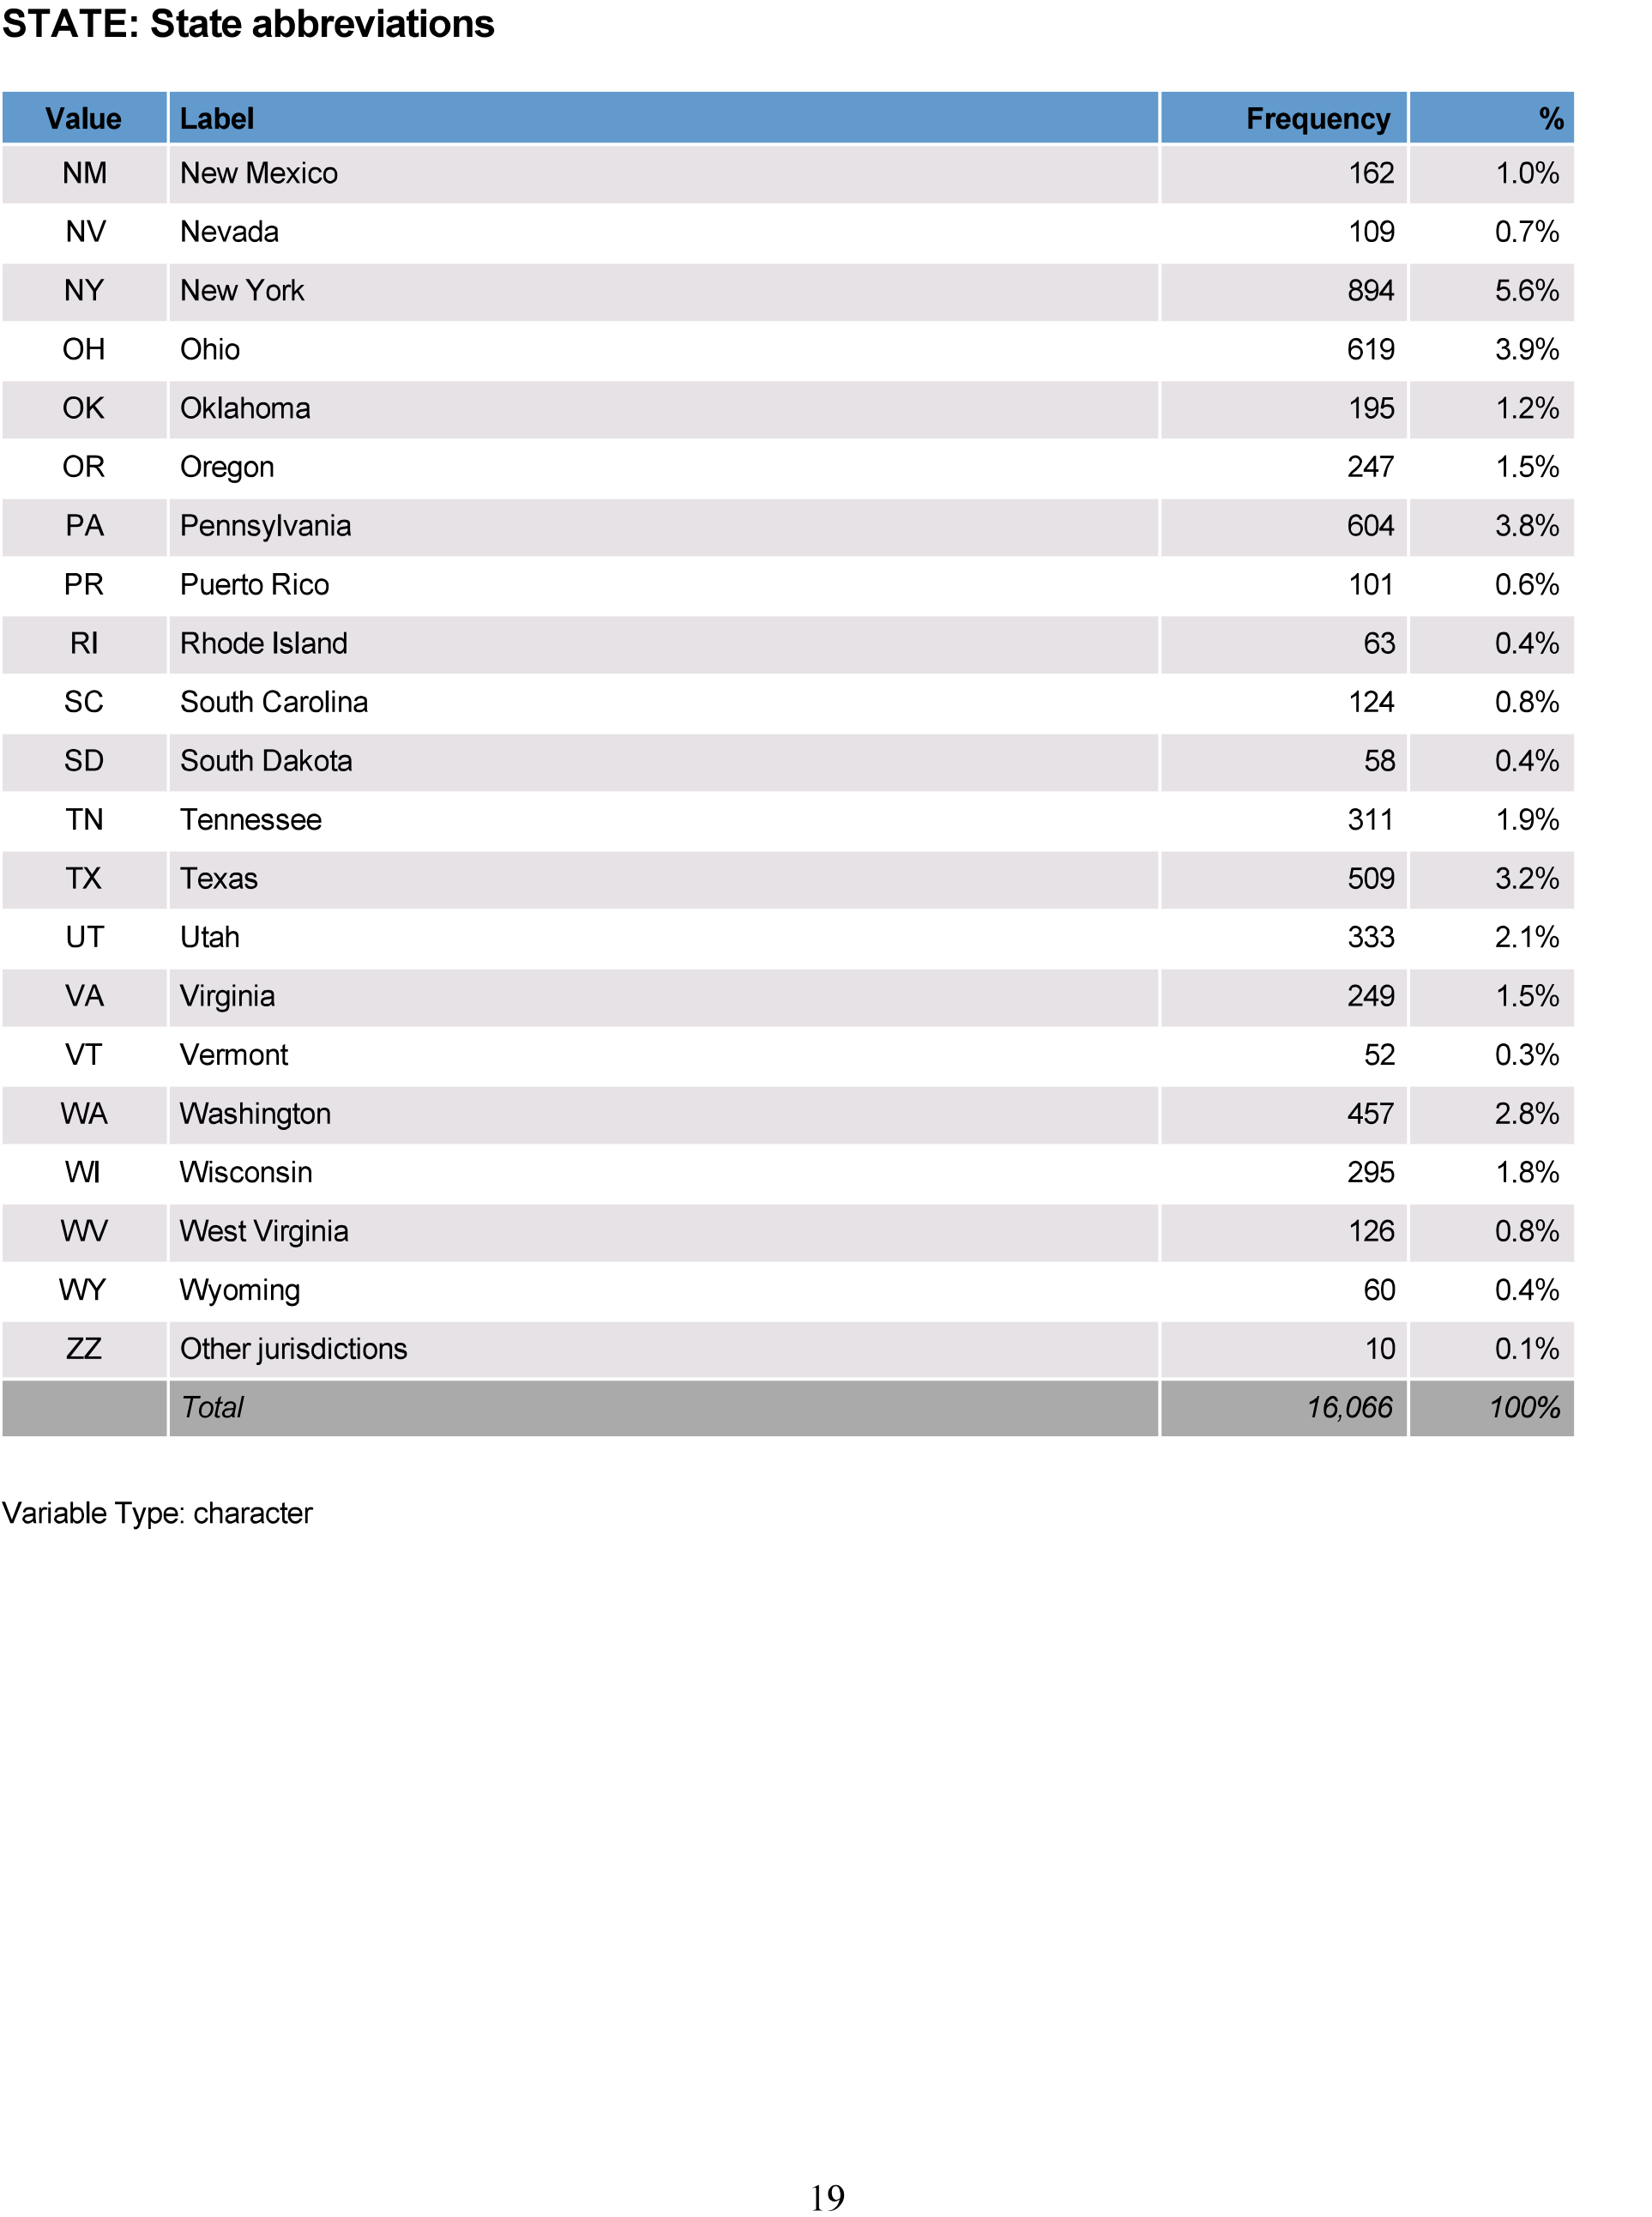 STATE: State abbreviations
Value Label Frequency %
NM New Mexico 162 1.0%
NV Nevada 109 0.7%
NY New York 894 5.6%
OH Ohio 619 3.9%
OK Oklahoma 195 1.2%
OR Oregon 247 1.5%
PA Pennsylvania 604 3.8%
PR Puerto Rico 101 0.6%
RI Rhode Island 63 0.4%
SC South Carolina 124 0.8%
SD South Dakota 58 0.4%
TN Tennessee 311 1.9%
TX Texas 509 3.2%
UT Utah 333 2.1%
VA Virginia 249 1.5%
VT Vermont 52 0.3%
WA Washington 457 2.8%
WI Wisconsin 295 1.8%
WV West Virginia 126 0.8%
WY Wyoming 60 0.4%
ZZ Other jurisdictions 10 0.1%
Total 16,066 100%
Variable Type: character
19